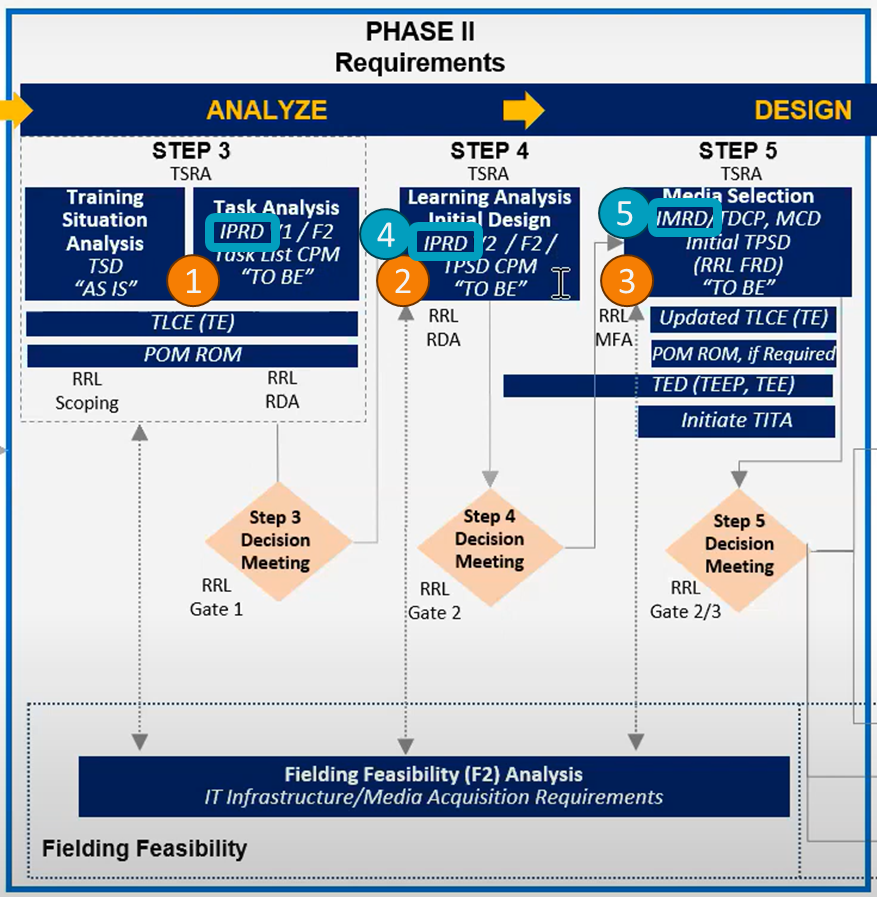 PHASE II
Requirements
ANALYZE
DESIGN
STEP 3
TSRA
Training
Situation
Analysis
TSD
“AS IS”
Task Analysis
IPRD /1 / F2
Task List CPM
“TO BE”
1
TLCE (TE)
POM ROM
RRL
Scoping
RRL
RDA
STEP 4
TSRA
Learning Analysis
Initial Design
4
IPRD /2 / F2 /
TPSD CPM
2
“TO BE”
RRL
RDA
STEP 5
TSRA
Media Selection
5
IMRD/TDCP, MCD
Initial TPSD
(RRL FRD)
3
“TO BE”
RRL
MFA
Updated TLCE (TE)
POM ROM, if Required
TED (TEEP, TEE)
Initiate TITA
Step 3
Decision
Meeting
RRL
Gate 1
Step 4
Decision
Meeting
RRL
Gate 2
Step 5
Decision
Meeting
RRL
Gate 2/3
Fielding Feasibility (F2) Analysis
IT Infrastructure/Media Acquisition Requirements
Fielding Feasibility